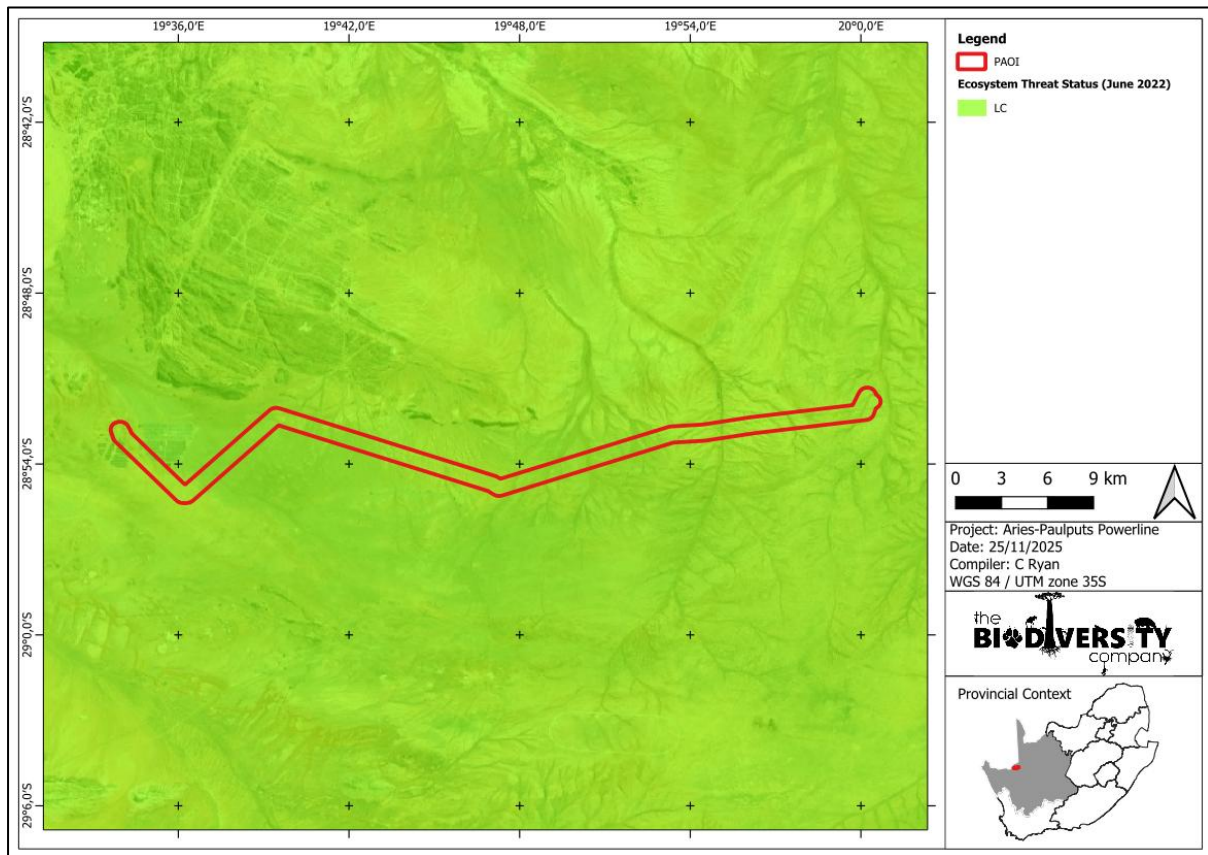 19°36,0'E 19°42,0'E 19°48,0'E 19°54,0'E 20°0,0'E
28°42,0'S
28°48,0'S
28°54,0'S
29°0,0'S
29°6,0'S
Legend
PAOI
Ecosystem Threat Status (June 2022)
LC
0 3 6 9 km
Project: Aries-Paulputs Powerline
Date: 25/11/2025
Compiler: C Ryan
WGS 84 / UTM zone 35S
the
BIODIVERSITY
company
Provincial Context